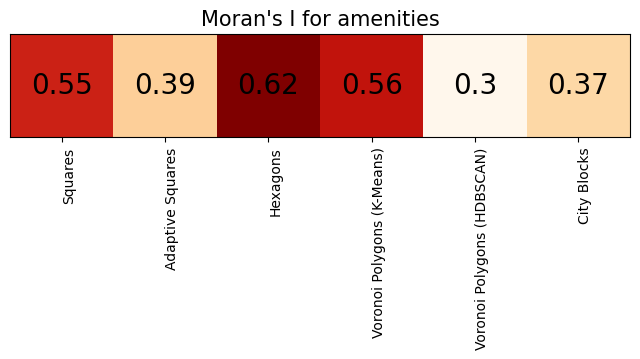 Moran's I for amenities
0.55 0.39 0.62 0.56 0.3 0.37
Squares
Adaptive Squares
Hexagons
Voronoi Polygons (K-Means)
Voronoi Polygons (HDBSCAN)
City Blocks